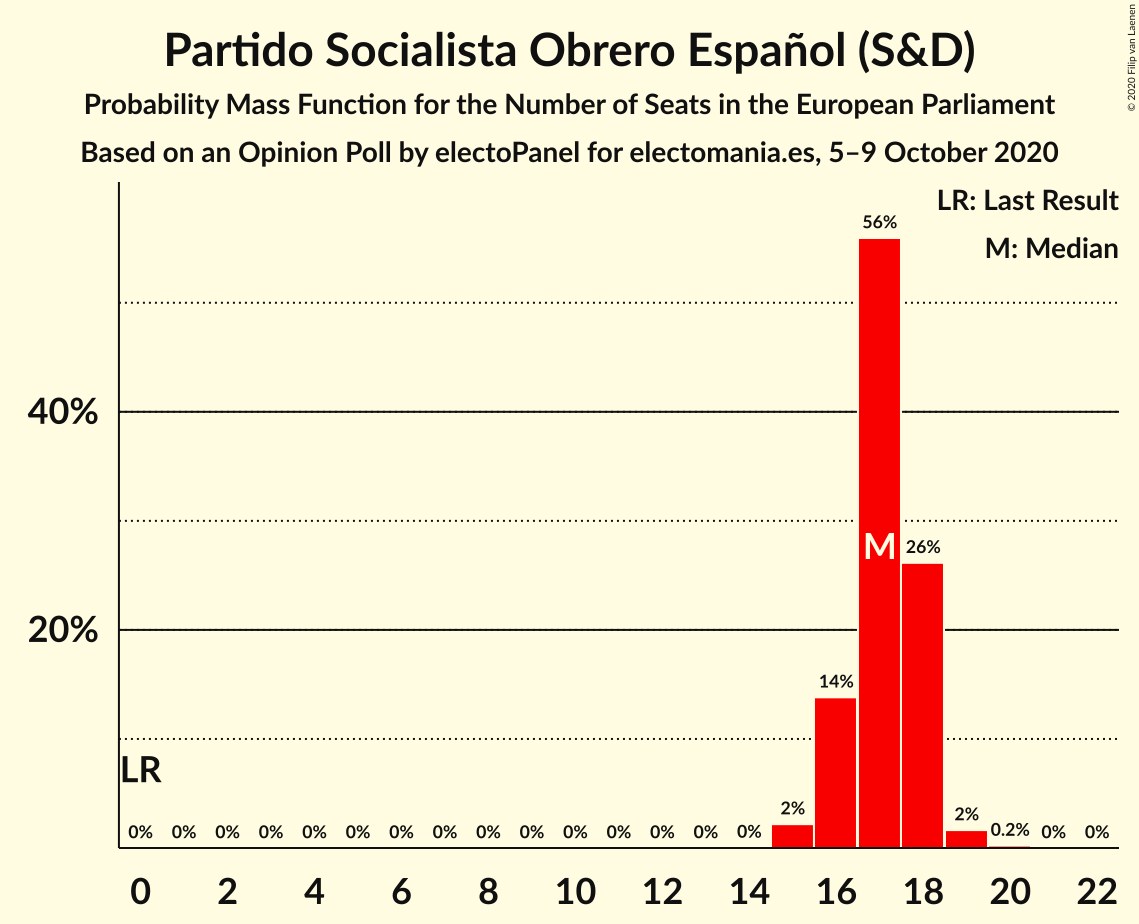 Partido Socialista Obrero Español (S&D)
Probability Mass Function for the Number of Seats in the European Parliament
Based on an Opinion Poll by electoPanel for electomania.es, 5–9 October 2020
© 2020 Filip van Laenen
LR: Last Result
M: Median
56%
40%
M
26%
20%
14%
LR
0% 0% 0% 0% 0% 0% 0% 0% 0% 0% 0% 0% 0% 0% 0% 2% 2% 0.2% 0% 0%
0 2 4 6 8 10 12 14 16 18 20 22